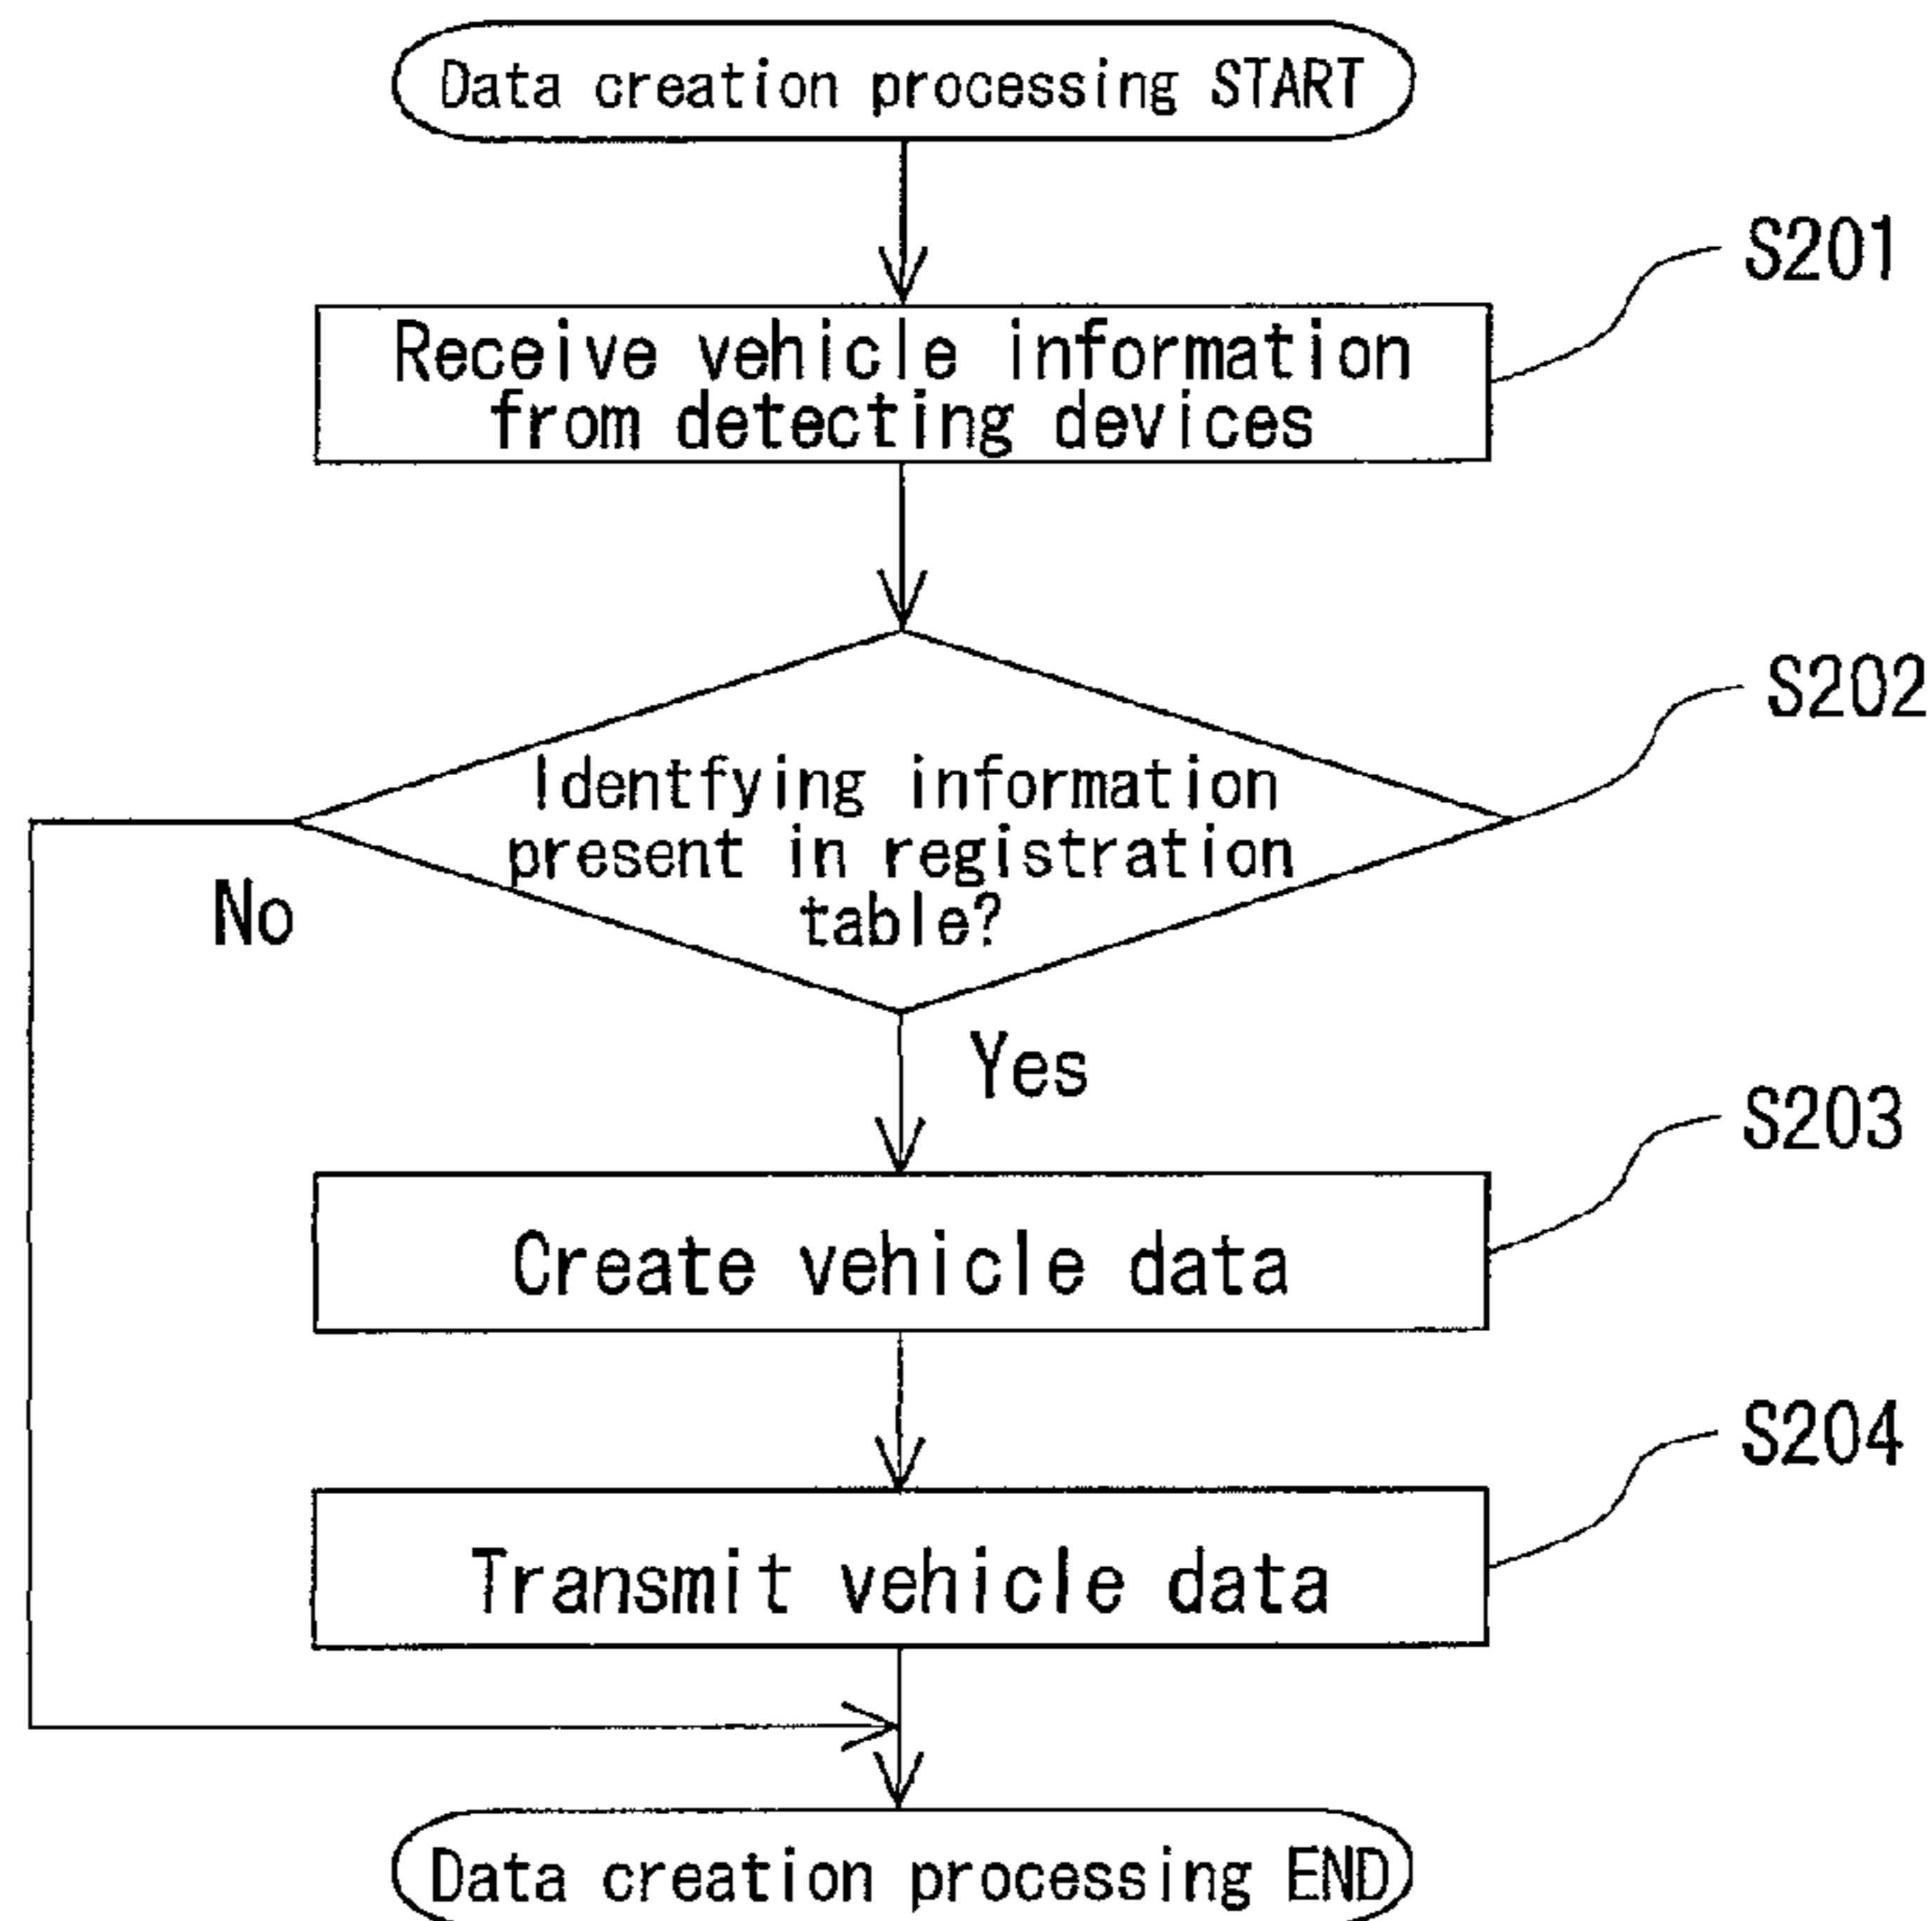 Data creation processing START
S201
Receive vehicle information
from detecting devices
S202
Identfying information
present in registration
table?
No
Yes
S203
Create vehicle data
S204
Transmit vehicle data
Data creation processing END